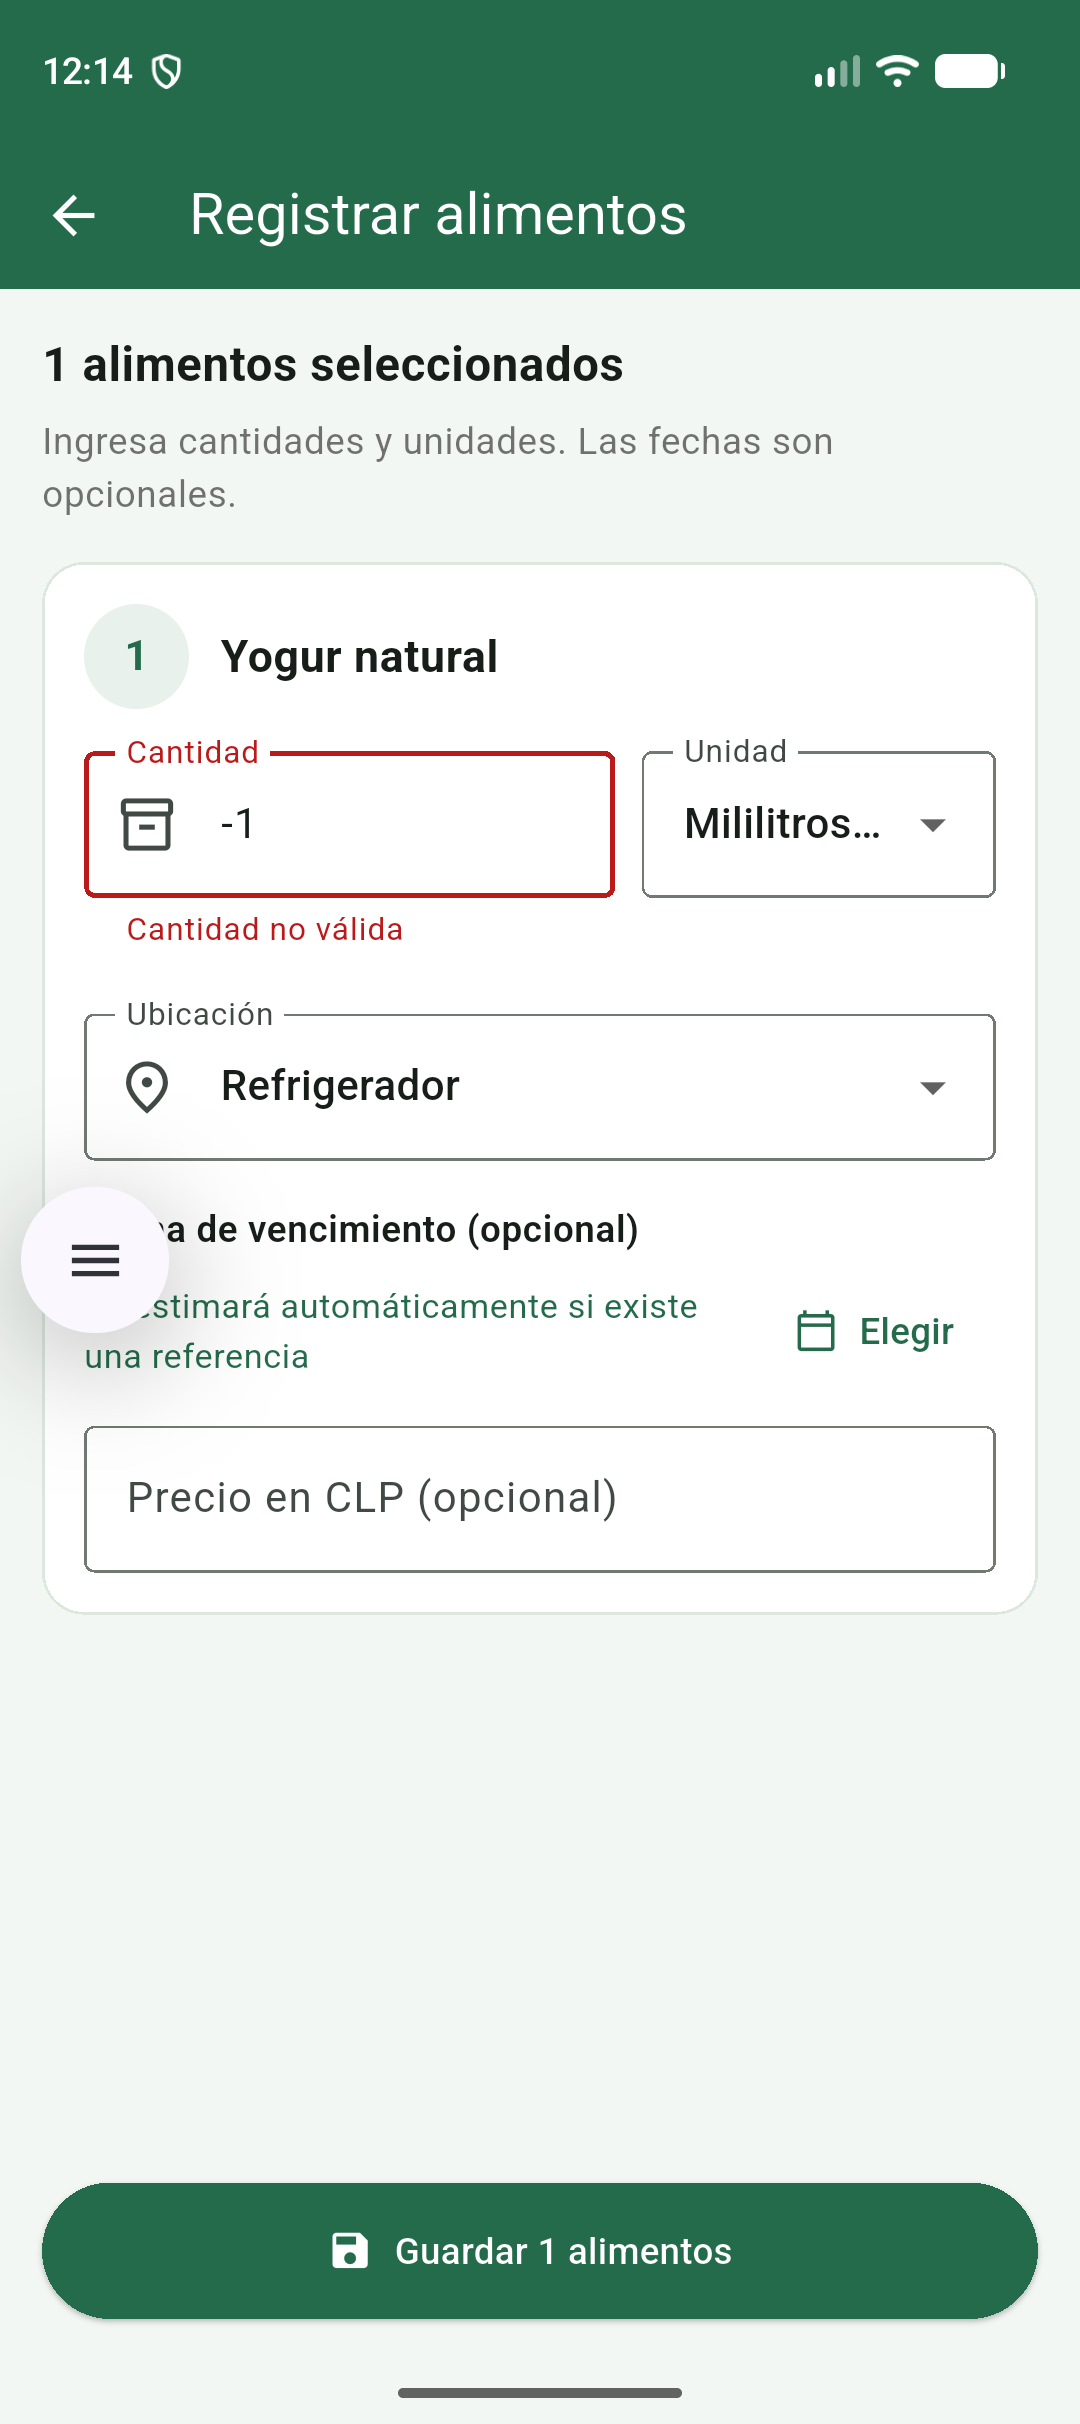 12:14
Registrar alimentos
1 alimentos seleccionados
Ingresa cantidades y unidades. Las fechas son
opcionales.
1 Yogur natural
Cantidad
-1
Unidad
Mililitros…
Cantidad no válida
Ubicación
Refrigerador
de vencimiento (opcional)
automáticamente si existe
una referencia
Elegir
Precio en CLP (opcional)
Guardar 1 alimentos